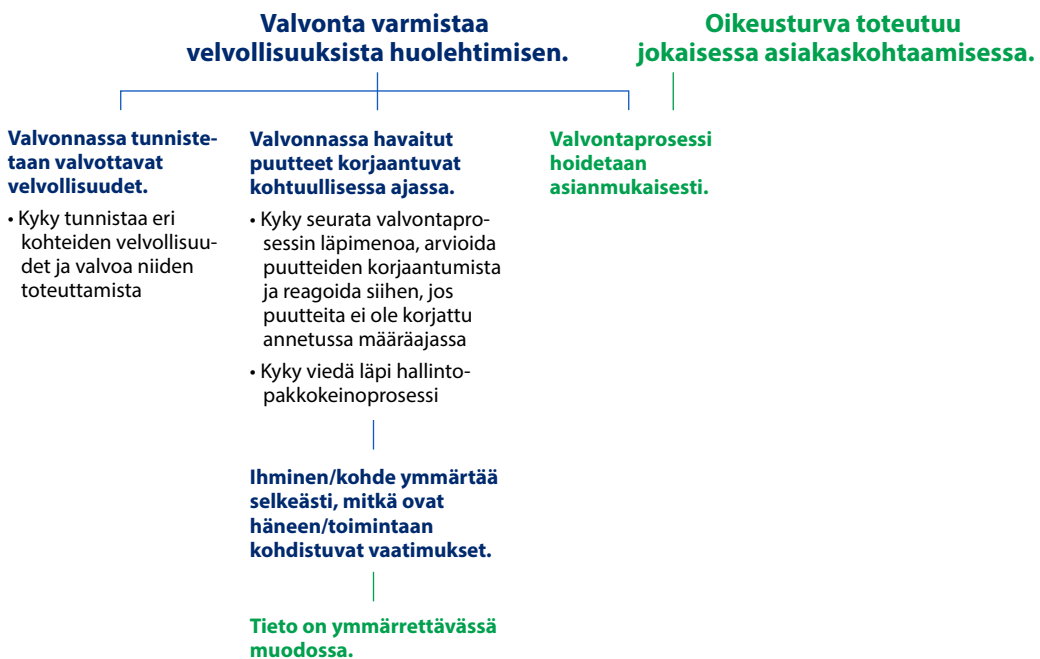 Valvonta varmistaa
velvollisuuksista huolehtimisen.
Oikeusturva toteutuu
jokaisessa asiakaskohtaamisessa.
Valvonnassa tunniste-
taan valvottavat
velvollisuudet.
• Kyky tunnistaa eri
kohteiden velvollisuu-
det ja valvoa niiden
toteuttamista
Valvonnassa havaitut
puutteet korjaantuvat
kohtuullisessa ajassa.
• Kyky seurata valvontapro-
sessin läpimenoa, arvioida
puutteiden korjaantumista
ja reagoida siihen, jos
puutteita ei ole korjattu
annetussa määräajassa
• Kyky viedä läpi hallinto-
pakkokeinoprosessi
Ihminen/kohde ymmärtää
selkeästi, mitkä ovat
häneen/toimintaan
kohdistuvat vaatimukset.
Tieto on ymmärrettävässä
muodossa.
Valvontaprosessi
hoidetaan
asianmukaisesti.